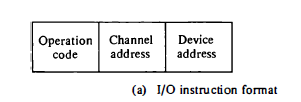 Operation Channel Device
code address address
(a) I/O instruction format